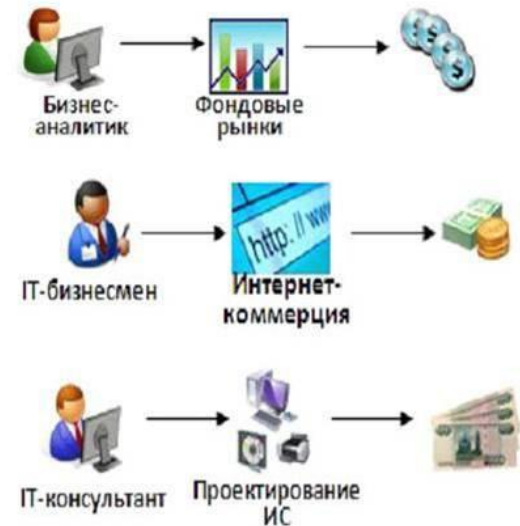 Бизнес-
аналитик
Фондовые
рынки
http://www
IT-бизнесмен
Интернет-
коммерция
IT-консультант
Проектирование
ИС